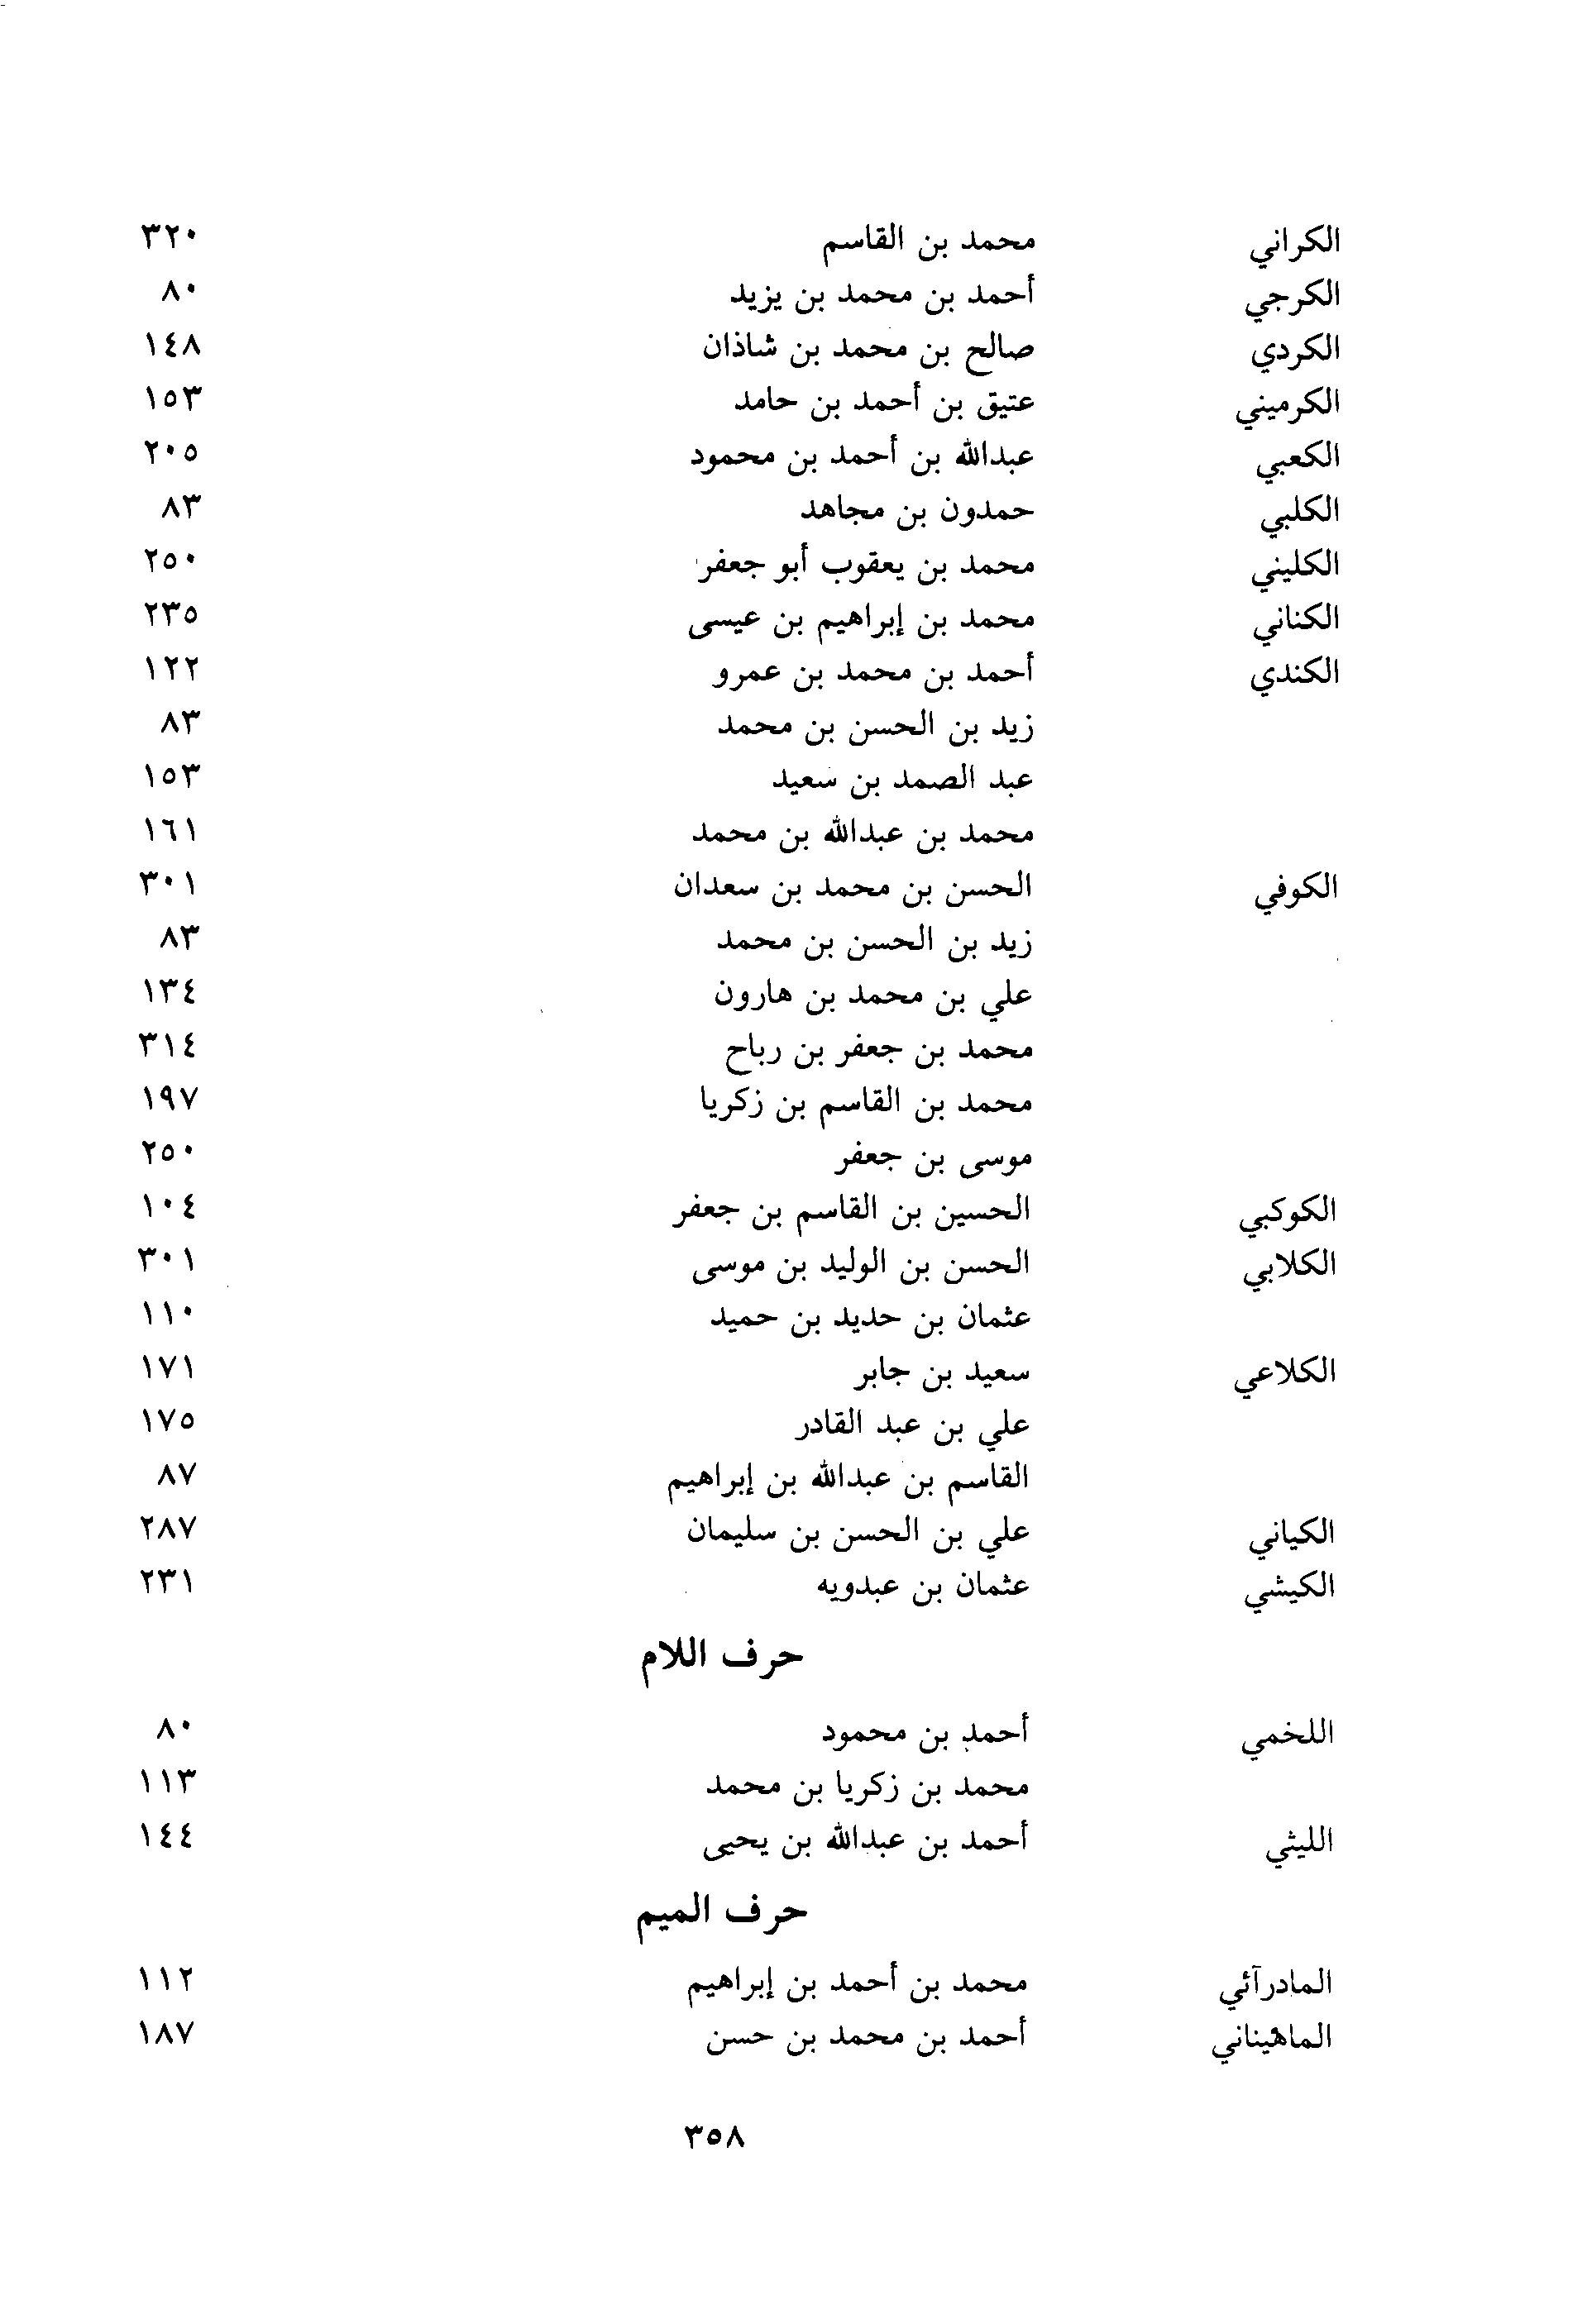 الكراني محمد بن القاسم ٣٢٠
الكرجي أحمد بن محمد بن يزيد ٨٠
الكردي صالح بن محمد بن شاذان ١٤٨
الكرميني عتيق بن أحمد بن حامد ١٥٣
الكعبي عبدالله بن أحمد بن محمود ٢٠٥
الكلبي حمدون بن مجاهد ٨٣
الكليني محمد بن يعقوب أبو جعفر ٢٥٠
الكناني محمد بن إبراهيم بن عيسى ٢٣٥
الكندي أحمد بن محمد بن عمرو ١٢٢
زيد بن الحسن بن محمد ٨٣
عبد الصمد بن سعيد ١٥٣
محمد بن عبدالله بن محمد ١٦١
الكوفي الحسن بن محمد بن سعدان ٣٠١
زيد بن الحسن بن محمد ٨٣
علي بن محمد بن هارون ١٣٤
محمد بن جعفر بن رباح ٣١٤
محمد بن القاسم بن زكريا ١٩٧
موسى بن جعفر ٢٥٠
الكوكبي الحسين بن القاسم بن جعفر ١٠٤
الكلابي الحسن بن الوليد بن موسى ٣٠١
عثمان بن حديد بن حميد ١١٠
الكلاعي سعيد بن جابر ١٧١
علي بن عبد القادر ١٧٥
القاسم بن عبدالله بن إبراهيم ٨٧
الكياني علي بن الحسن بن سليمان ٢٨٧
الكيشي عثمان بن عبدويه ٢٣١
حرف اللام
اللخمي أحمد بن محمود ٨٠
محمد بن زكريا بن محمد ١١٣
الليثي أحمد بن عبدالله بن يحيى ١٤٤
حرف الميم
المادرآئي محمد بن أحمد بن إبراهيم ١١٢
الماهيناني أحمد بن محمد بن حسن ١٨٧
٣٥٨